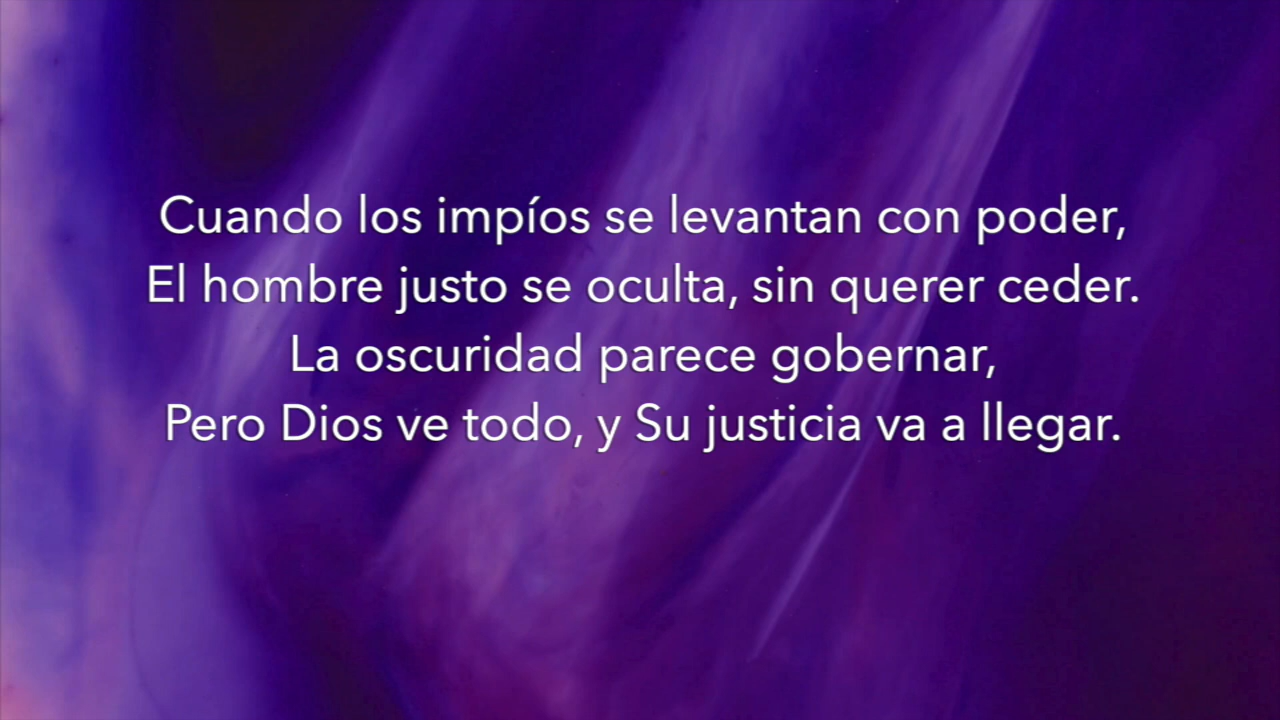 Cuando los impíos se levantan con poder,
El hombre justo se oculta, sin querer ceder.
La oscuridad parece gobernar,
Pero Dios ve todo, y Su justicia va a llegar.